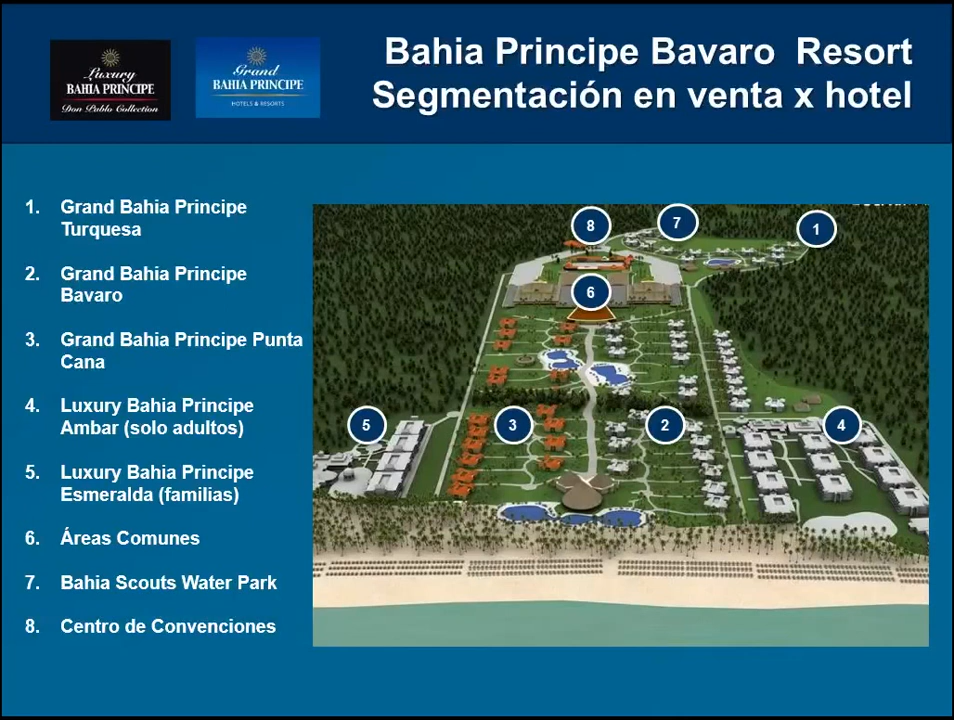 Luxury
BAHIA PRINCIPE
Don Pablo Collection
Grand
BAHIA PRINCIPE
HOTELS & RESORTS
Bahia Principe Bavaro Resort
Segmentación en venta x hotel
1. Grand Bahia Principe
Turquesa
2. Grand Bahia Principe
Bavaro
3. Grand Bahia Principe Punta
Cana
4. Luxury Bahia Principe
Ambar (solo adultos)
5. Luxury Bahia Principe
Esmeralda (familias)
6. Áreas Comunes
7. Bahia Scouts Water Park
8. Centro de Convenciones
8
7
1
6
5
3
2
4